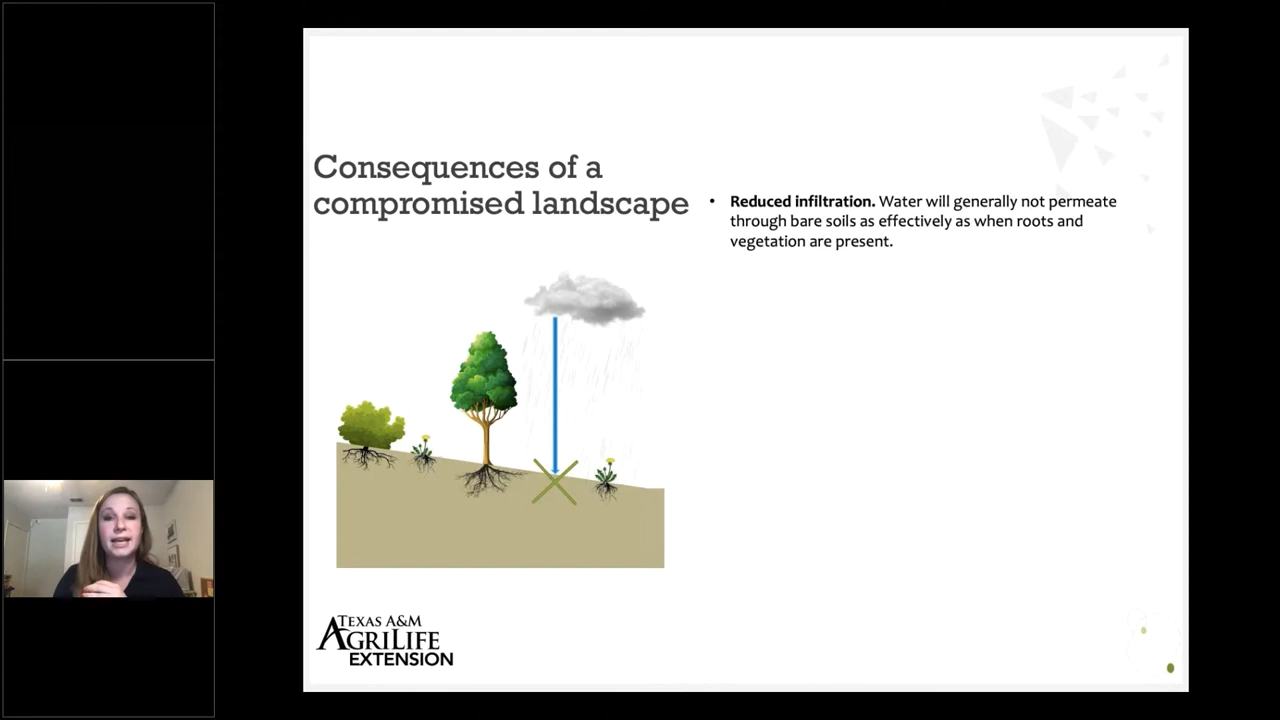 Consequences of a
compromised landscape
• Reduced infiltration. Water will generally not permeate
through bare soils as effectively as when roots and
vegetation are present.
TEXAS A&M
AGRILIFE
EXTENSION